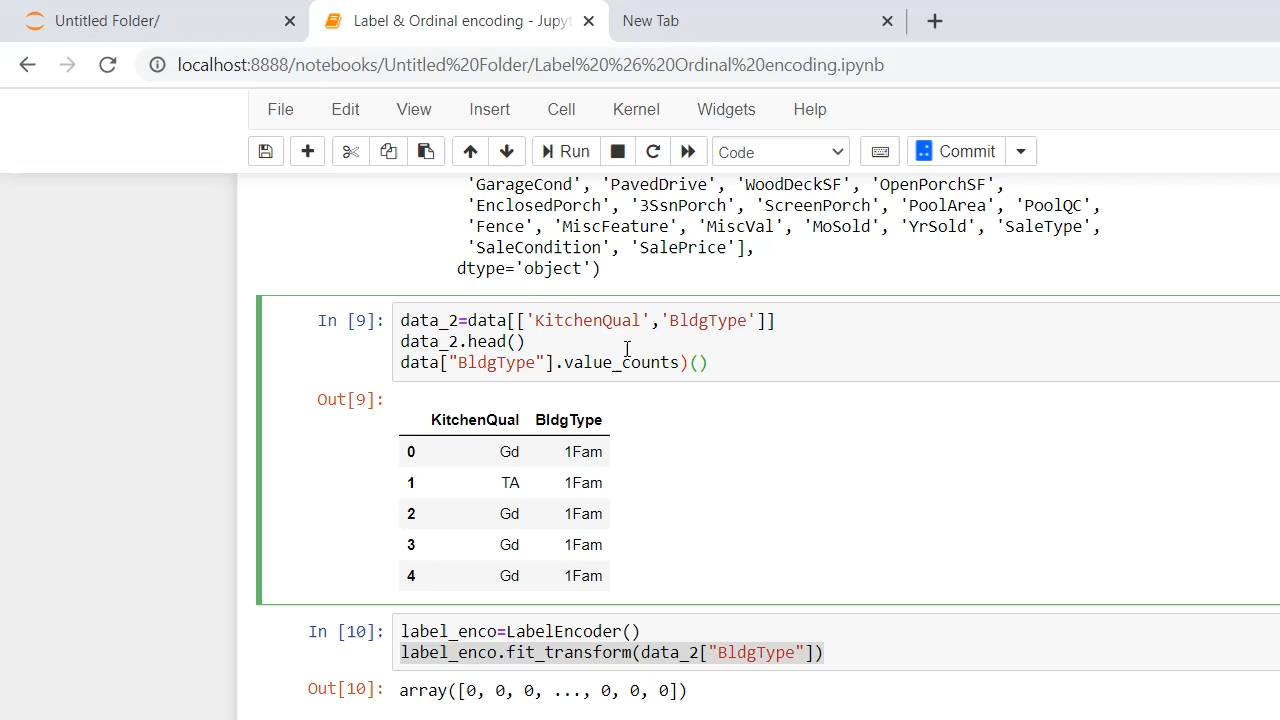 Untitled Folder/
Label & Ordinal encoding - Jupyt
New Tab
localhost:8888/notebooks/Untitled%20Folder/Label%20%26%20Ordinal%20encoding.ipynb
File Edit View Insert Cell Kernel Widgets Help
Run Code Commit
'GarageCond', 'PavedDrive', 'WoodDeckSF', 'OpenPorchSF',
'EnclosedPorch', '3SsnPorch', 'ScreenPorch', 'PoolArea', 'PoolQC',
'Fence', 'MiscFeature', 'MiscVal', 'MoSold', 'YrSold', 'SaleType',
'SaleCondition', 'SalePrice'],
dtype='object')
In [9]: data_2=data[['KitchenQual','BldgType']]
data_2.head()
data["BldgType"].value_counts)()
Out[9]:
KitchenQual BldgType
0 Gd 1Fam
1 TA 1Fam
2 Gd 1Fam
3 Gd 1Fam
4 Gd 1Fam
In [10]: label_enco=LabelEncoder()
label_enco.fit_transform(data_2["BldgType"])
Out[10]: array([0, 0, 0, ..., 0, 0, 0])